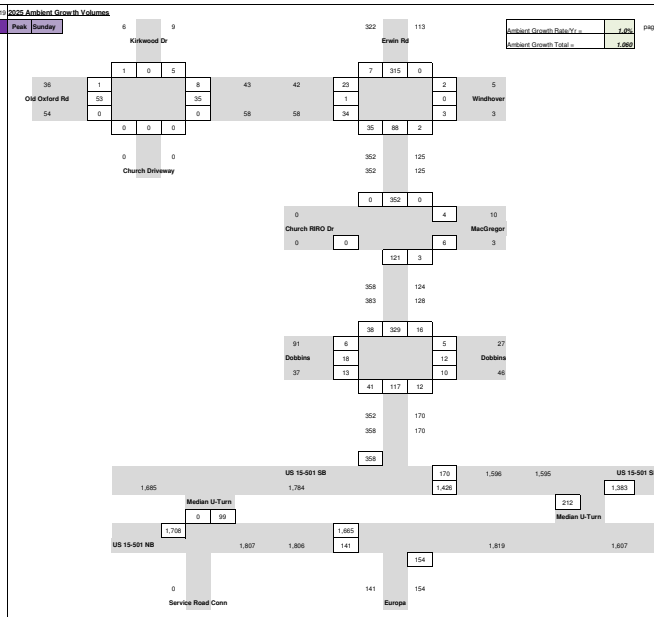 19 2025 Ambient Growth Volumes
Peak Sunday
6 9 322 113
Ambient Growth Rate/Yr = 1.0% pag
Kirkwood Dr Erwin Rd
Ambient Growth Total = 1.060
1 0 5 7 315 0
36 1 8 43 42 23 2 5
Old Oxford Rd 53 35 1 0 Windhover
54 0 0 58 58 34 3 3
0 0 0 35 88 2
0 0 352 125
Church Driveway 352 125
0 352 0
0 4 10
Church RIRO Dr MacGregor
0 0 6 3
121 3
358 124
383 128
38 329 16
91 6 5 27
Dobbins 18 12 Dobbins
37 13 10 46
41 117 12
352 170
358 170
358
US 15-501 SB 170 1,596 1,595 US 15-501 S
1,685 1,784 1,426 1,383
Median U-Turn 212
0 99 Median U-Turn
1,708 1,665
US 15-501 NB 1,807 1,806 141 1,819 1,607
154
0 141 154
Service Road Conn Europa